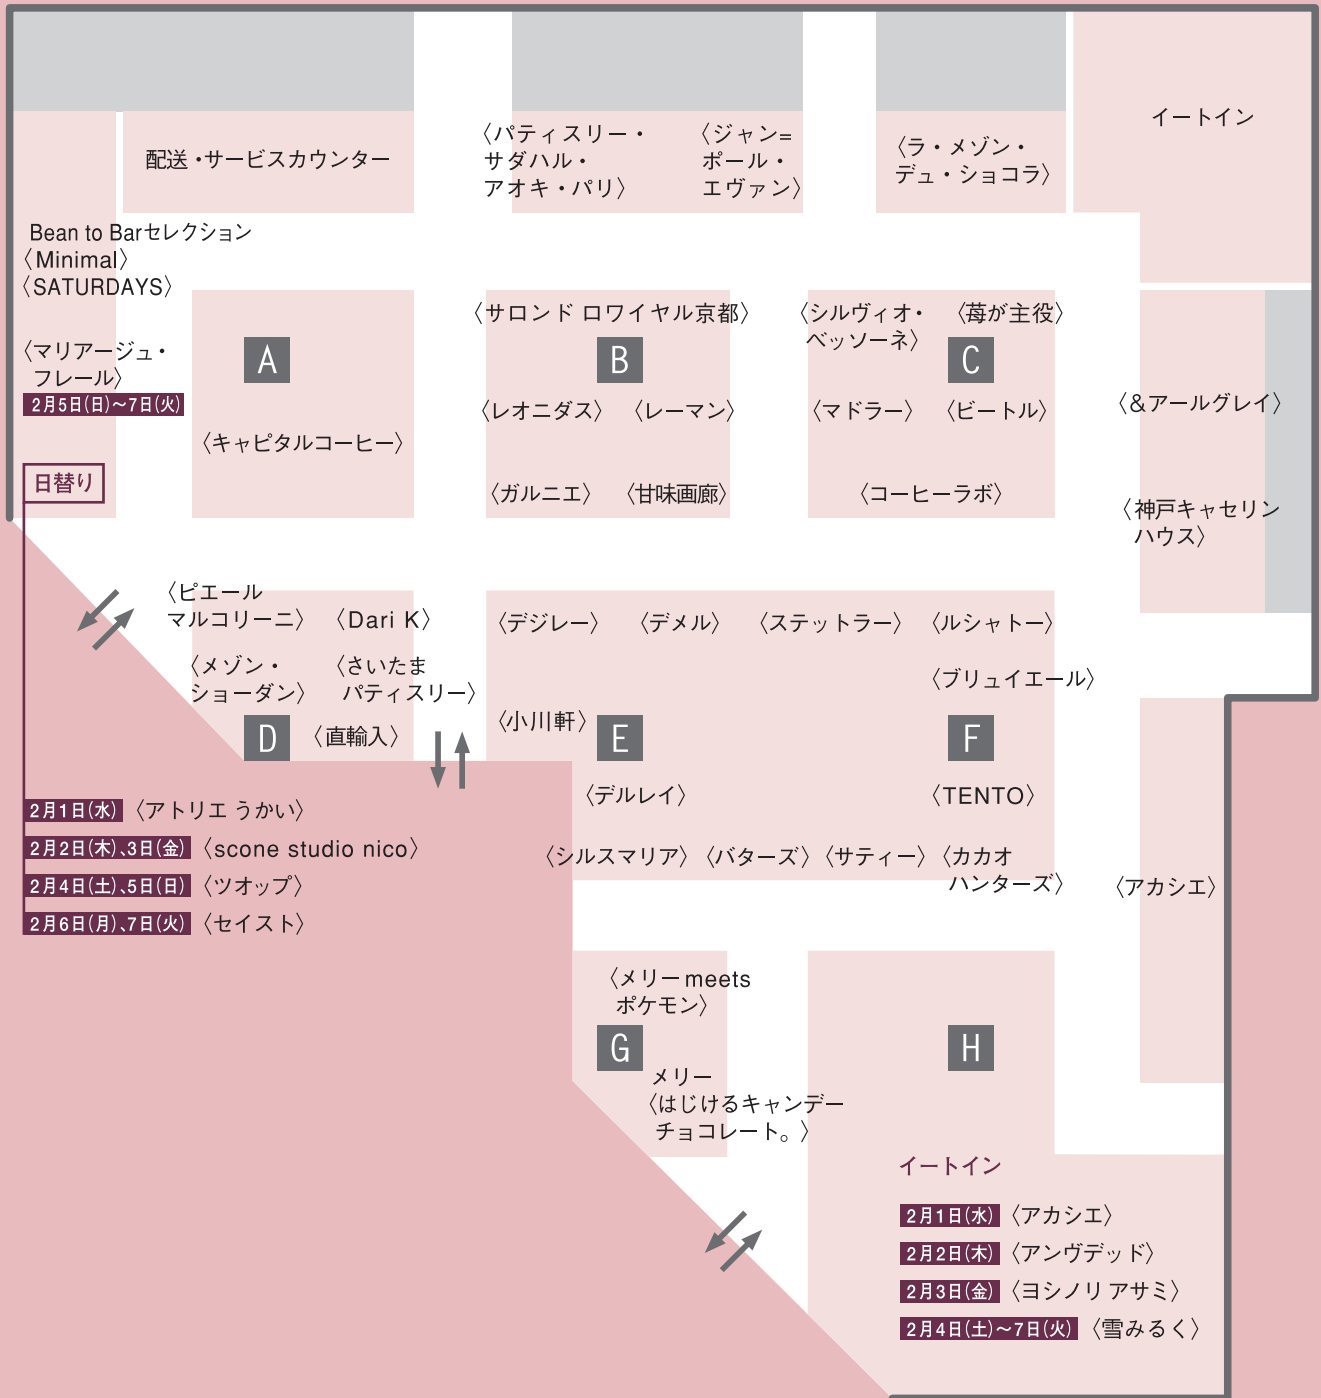 イートイン
配送・サービスカウンター
〈パティスリー・
サダハル・
アオキ・パリ〉
〈ジャン=
ポール・
エヴァン〉
〈ラ・メゾン・
デュ・ショコラ〉
Bean to Barセレクション
〈Minimal〉
〈SATURDAYS〉
〈マリアージュ・
フレール〉
2月5日(日)〜7日(火)
A
〈キャピタルコーヒー〉
〈サロンド ロワイヤル京都〉
B
〈レオニダス〉
〈レーマン〉
〈ガルニエ〉
〈甘味画廊〉
〈シルヴィオ・
ベッソーネ〉
〈苺が主役〉
C
〈マドラー〉
〈ビートル〉
〈コーヒーラボ〉
〈&アールグレイ〉
〈神戸キャセリン
ハウス〉
日替り
〈ピエール
マルコリーニ〉
〈Dari K〉
〈メゾン・
ショーダン〉
〈さいたま
パティスリー〉
D
〈直輸入〉
〈デジレー〉
〈デメル〉
〈ステットラー〉
〈ルシャトー〉
〈ブリュイエール〉
〈小川軒〉
E
F
〈デルレイ〉
〈TENTO〉
〈シルスマリア〉
〈バターズ〉
〈サティー〉
〈カカオ
ハンターズ〉
〈アカシエ〉
2月1日(水) 〈アトリエ うかい〉
2月2日(木)、3日(金) 〈scone studio nico〉
2月4日(土)、5日(日) 〈ツオップ〉
2月6日(月)、7日(火) 〈セイスト〉
〈メリー meets
ポケモン〉
G
メリー
〈はじけるキャンデー
チョコレート。〉
H
イートイン
2月1日(水) 〈アカシエ〉
2月2日(木) 〈アンヴデッド〉
2月3日(金) 〈ヨシノリ アサミ〉
2月4日(土)〜7日(火) 〈雪みるく〉